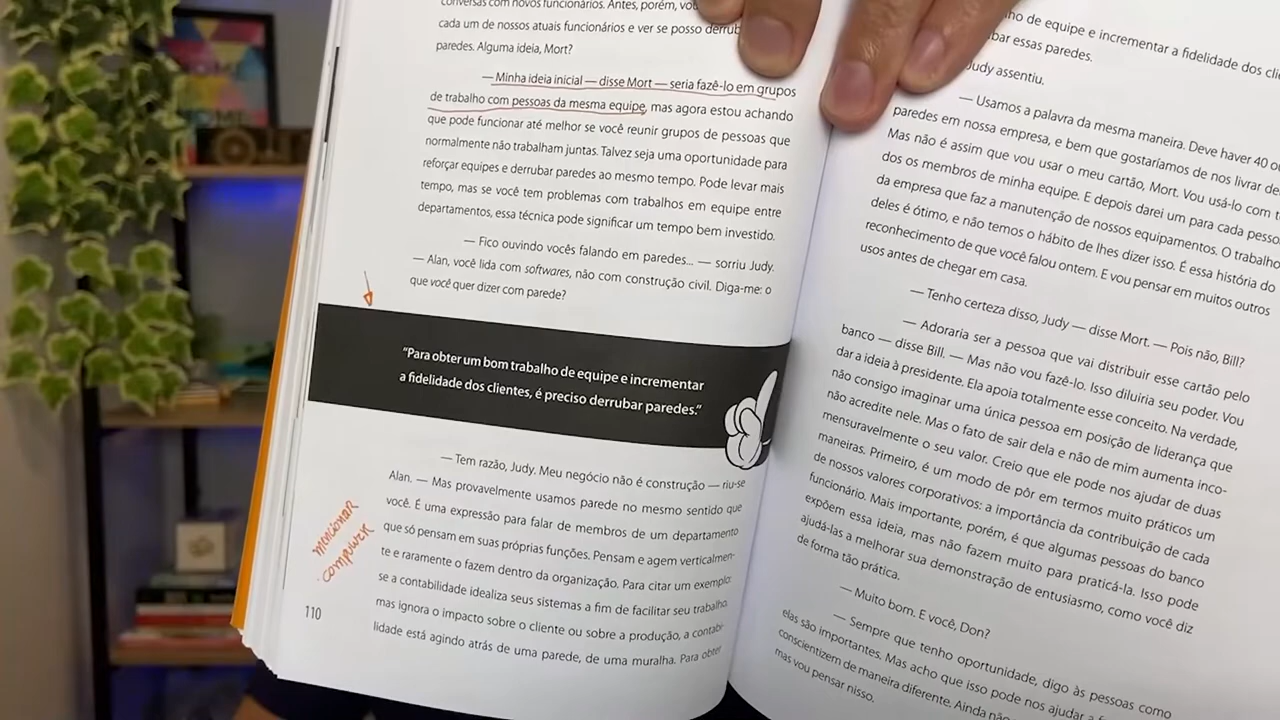 conversas com novos funcionários. Antes, porém, vou
cada um de nossos atuais funcionários e ver se posso derrub
paredes. Alguma ideia, Mort?
— Minha ideia inicial — disse Mort — seria fazê-lo em grupos
de trabalho com pessoas da mesma equipe, mas agora estou achando
que pode funcionar até melhor se você reunir grupos de pessoas que
normalmente não trabalham juntas. Talvez seja uma oportunidade para
reforçar equipes e derrubar paredes ao mesmo tempo. Pode levar mais
tempo, mas se você tem problemas com trabalhos em equipe entre
departamentos, essa técnica pode significar um tempo bem investido.
— Fico ouvindo vocês falando em paredes... — sorriu Judy.
— Alan, você lida com softwares, não com construção civil. Diga-me: o
que você quer dizer com parede?
"Para obter um bom trabalho de equipe e incrementar
a fidelidade dos clientes, é preciso derrubar paredes."
— Tem razão, Judy. Meu negócio não é construção — riu-se
Alan. — Mas provavelmente usamos parede no mesmo sentido que
você. É uma expressão para falar de membros de um departamento
que só pensam em suas próprias funções. Pensam e agem verticalmen-
te e raramente o fazem dentro da organização. Para citar um exemplo:
se a contabilidade idealiza seus sistemas a fim de facilitar seu trabalho,
mas ignora o impacto sobre o cliente ou sobre a produção, a contabi-
lidade está agindo atrás de uma parede, de uma muralha. Para obter
mencionar
110
ho de equipe e incrementar a fidelidade dos clie
bar essas paredes.
Judy assentiu.
— Usamos a palavra da mesma maneira. Deve haver 40 ou
paredes em nossa empresa, e bem que gostaríamos de nos livrar de
Mas não é assim que vou usar o meu cartão, Mort. Vou usá-lo com t
dos os membros de minha equipe. E depois darei um para cada pesso
da empresa que faz a manutenção de nossos equipamentos. O trabalho
deles é ótimo, e não temos o hábito de lhes dizer isso. É essa história do
reconhecimento de que você falou ontem. E vou pensar em muitos outros
usos antes de chegar em casa.
— Tenho certeza disso, Judy — disse Mort. — Pois não, Bill?
— Adoraria ser a pessoa que vai distribuir esse cartão pelo
banco — disse Bill. — Mas não vou fazê-lo. Isso diluiria seu poder. Vou
dar a ideia à presidente. Ela apoia totalmente esse conceito. Na verdade,
não consigo imaginar uma única pessoa em posição de liderança que
não acredite nele. Mas o fato de sair dela e não de mim aumenta inco-
mensuravelmente o seu valor. Creio que ele pode nos ajudar de duas
maneiras. Primeiro, é um modo de pôr em termos muito práticos um
de nossos valores corporativos: a importância da contribuição de cada
funcionário. Mais importante, porém, é que algumas pessoas do banco
expõem essa ideia, mas não fazem muito para praticá-la. Isso pode
ajudá-las a melhorar sua demonstração de entusiasmo, como você diz
de forma tão prática.
— Muito bom. E você, Don?
— Sempre que tenho oportunidade, digo às pessoas como
elas são importantes. Mas acho que isso pode nos ajudar a
conscientizem de maneira diferente. Ainda não
mas vou pensar nisso.